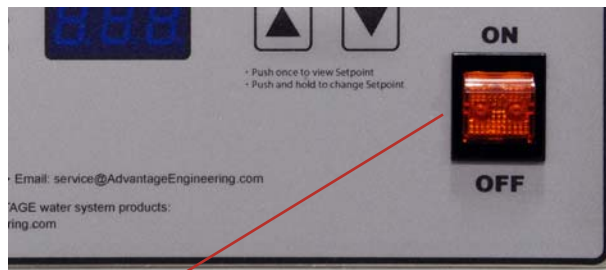 888
ON
· Push once to view Setpoint
· Push and hold to change Setpoint
· Email: service@AdvantageEngineering.com
OFF
TAGE water system products:
ring.com